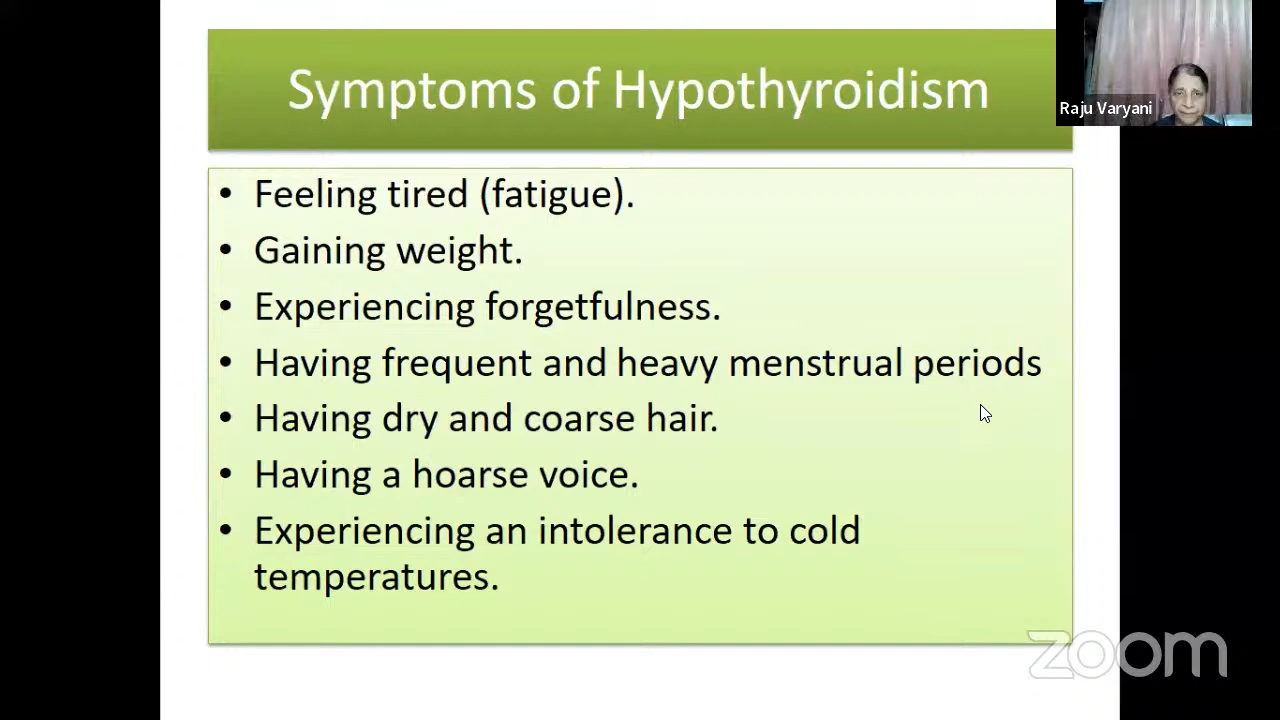 Symptoms of Hypothyroidism
Raju Varyani
• Feeling tired (fatigue).
• Gaining weight.
• Experiencing forgetfulness.
• Having frequent and heavy menstrual periods
• Having dry and coarse hair.
• Having a hoarse voice.
• Experiencing an intolerance to cold
temperatures.
zoom